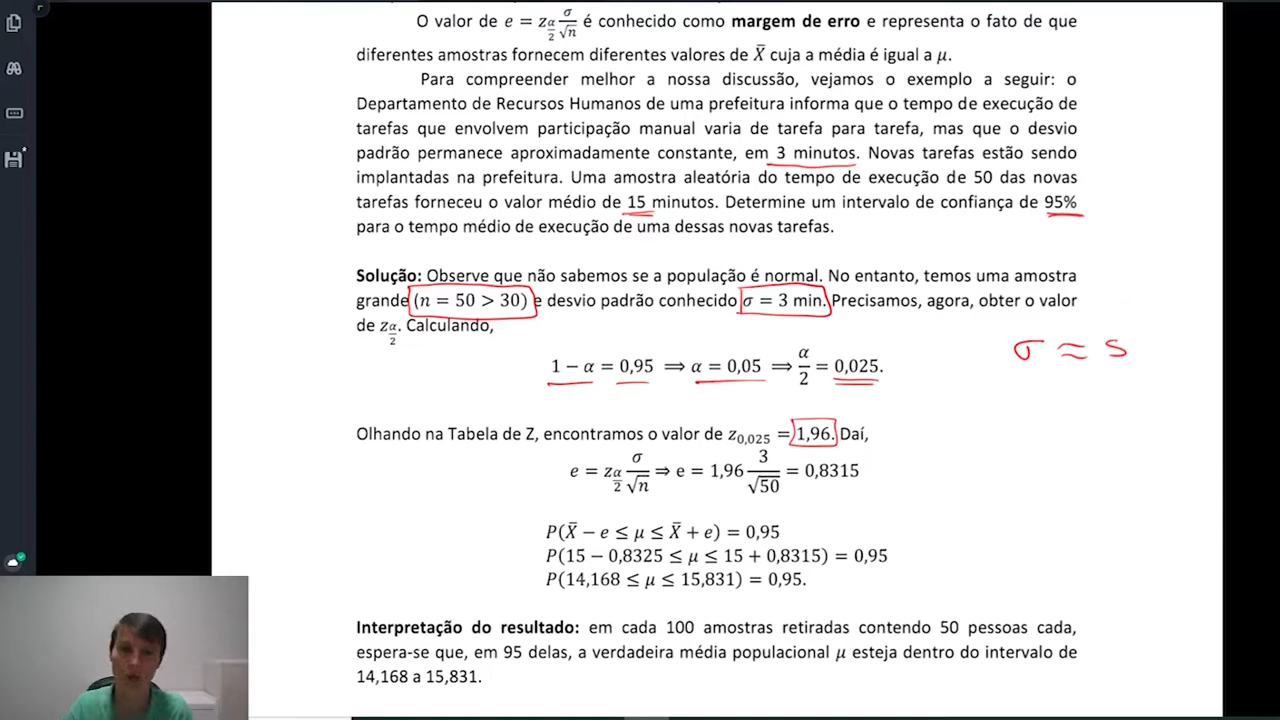 O valor de e = z_{α/2} σ/√n é conhecido como margem de erro e representa o fato de que
diferentes amostras fornecem diferentes valores de X̄ cuja a média é igual a μ.
Para compreender melhor a nossa discussão, vejamos o exemplo a seguir: o
Departamento de Recursos Humanos de uma prefeitura informa que o tempo de execução de
tarefas que envolvem participação manual varia de tarefa para tarefa, mas que o desvio
padrão permanece aproximadamente constante, em 3 minutos. Novas tarefas estão sendo
implantadas na prefeitura. Uma amostra aleatória do tempo de execução de 50 das novas
tarefas forneceu o valor médio de 15 minutos. Determine um intervalo de confiança de 95%
para o tempo médio de execução de uma dessas novas tarefas.
Solução: Observe que não sabemos se a população é normal. No entanto, temos uma amostra
grande (n = 50 > 30) e desvio padrão conhecido σ = 3 min. Precisamos, agora, obter o valor
de z_{α/2}. Calculando,
1 − α = 0,95 ⟹ α = 0,05 ⟹ α/2 = 0,025.
σ ≈ s
Olhando na Tabela de Z, encontramos o valor de z_{0,025} = 1,96. Daí,
e = z_{α/2} σ/√n ⇒ e = 1,96 3/√50 = 0,8315
P(X̄ − e ≤ μ ≤ X̄ + e) = 0,95
P(15 − 0,8325 ≤ μ ≤ 15 + 0,8315) = 0,95
P(14,168 ≤ μ ≤ 15,831) = 0,95.
Interpretação do resultado: em cada 100 amostras retiradas contendo 50 pessoas cada,
espera-se que, em 95 delas, a verdadeira média populacional μ esteja dentro do intervalo de
14,168 a 15,831.